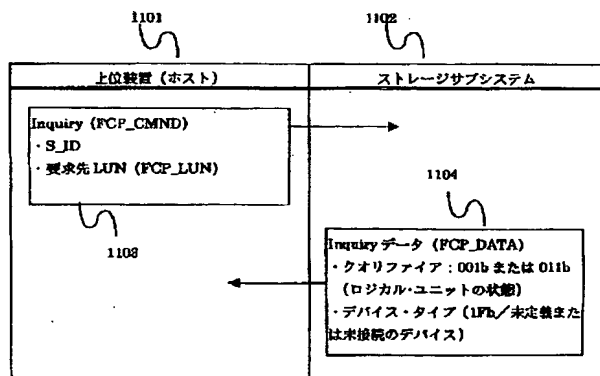 1101
1102
上位装置（ホスト）
ストレージサブシステム
Inquiry（FCP_CMND）
・S_ID
・要求先 LUN（FCP_LUN）
1103
1104
Inquiry データ（FCP_DATA）
・クオリファイア：001b または 011b
（ロジカル・ユニットの状態）
・デバイス・タイプ（1Fh／未定義また
は未接続のデバイス）